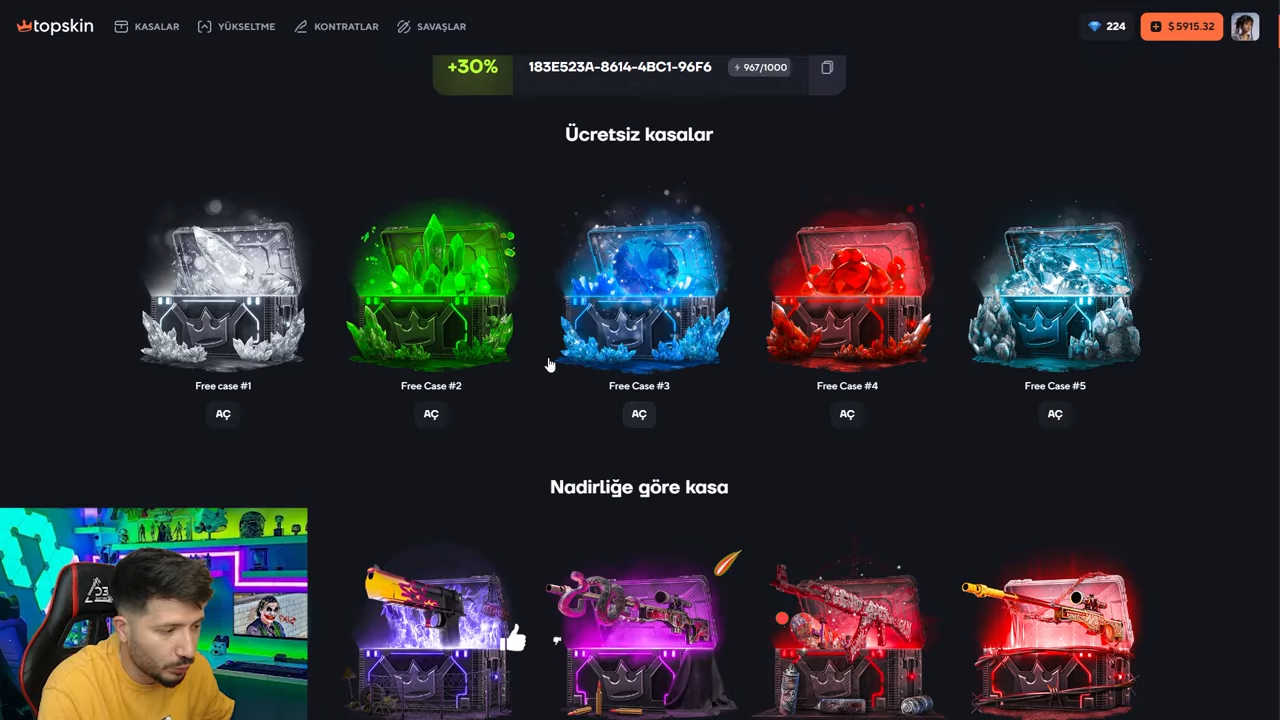 topskin KASALAR YÜKSELTME KONTRATLAR SAVAŞLAR 224 $ 5915.32
+30% 183E523A-8614-4BC1-96F6 967/1000
Ücretsiz kasalar
Free case #1 Free Case #2 Free Case #3 Free Case #4 Free Case #5
AÇ AÇ AÇ AÇ AÇ
Nadirliğe göre kasa